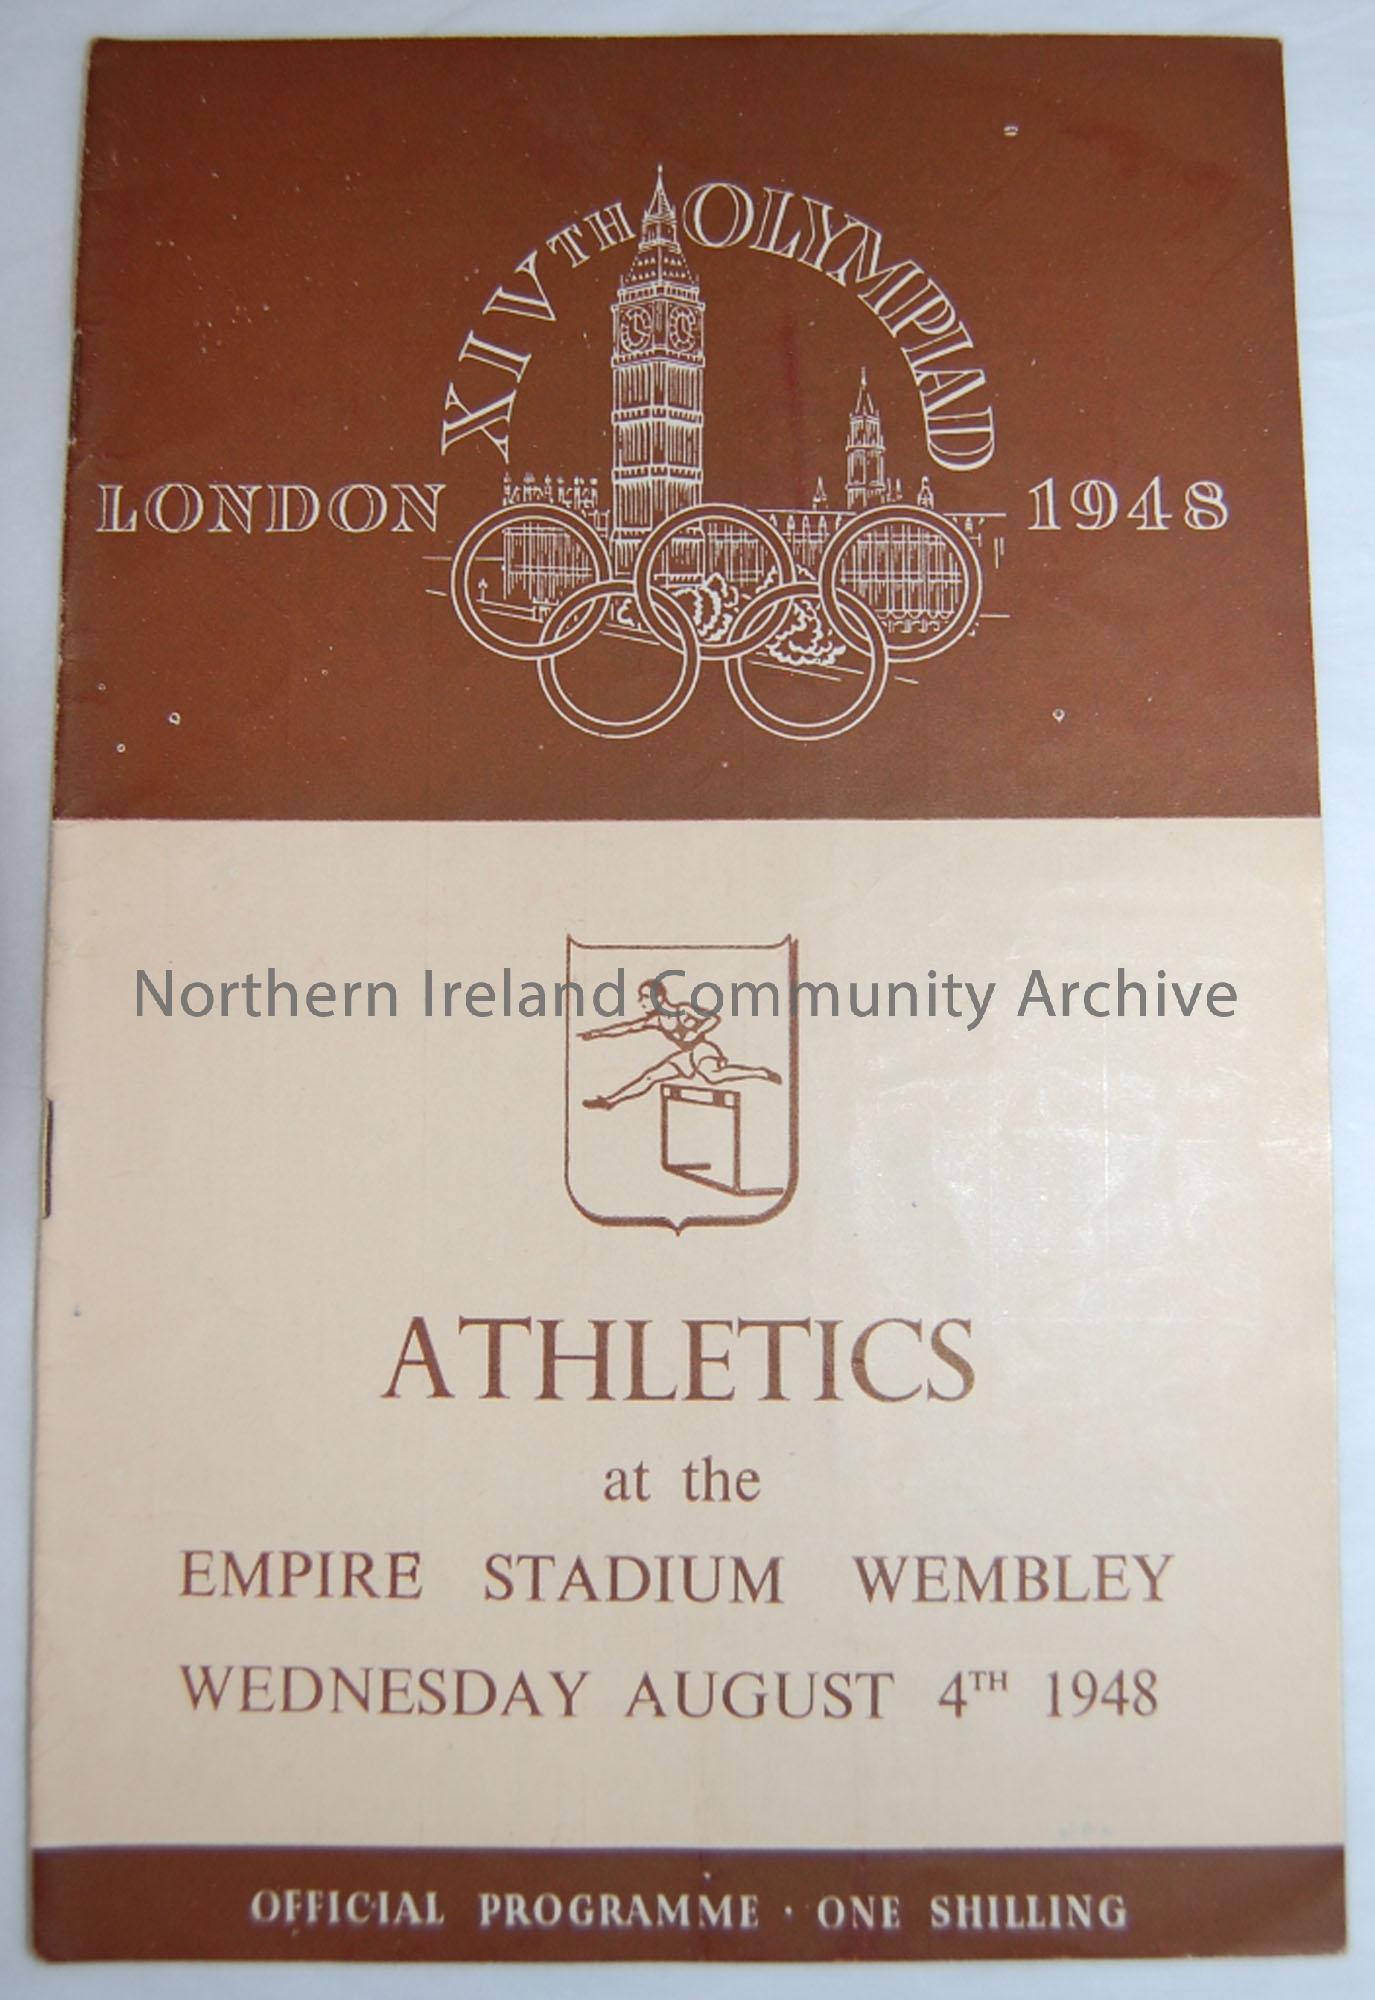 XIVTH OLYMPIAD
LONDON 1948
Northern Ireland Community Archive
ATHLETICS
at the
EMPIRE STADIUM WEMBLEY
WEDNESDAY AUGUST 4TH 1948
OFFICIAL PROGRAMME · ONE SHILLING